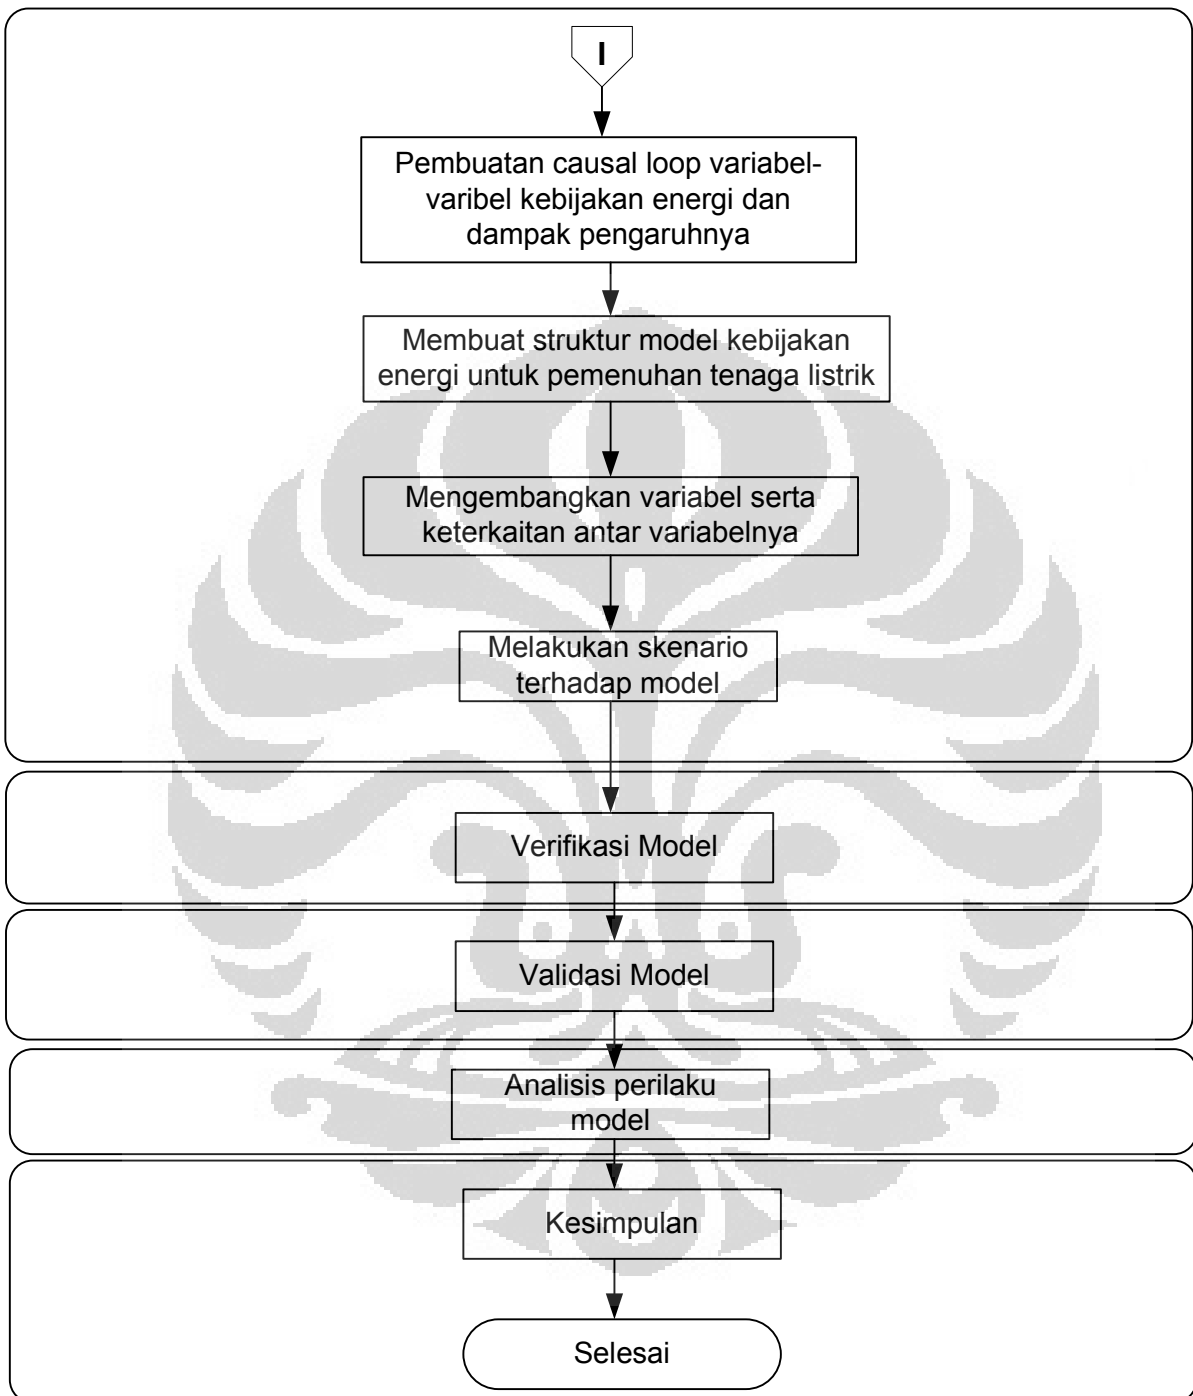 I
Pembuatan causal loop variabel-
varibel kebijakan energi dan
dampak pengaruhnya
Membuat struktur model kebijakan
energi untuk pemenuhan tenaga listrik
Mengembangkan variabel serta
keterkaitan antar variabelnya
Melakukan skenario
terhadap model
Verifikasi Model
Validasi Model
Analisis perilaku
model
Kesimpulan
Selesai